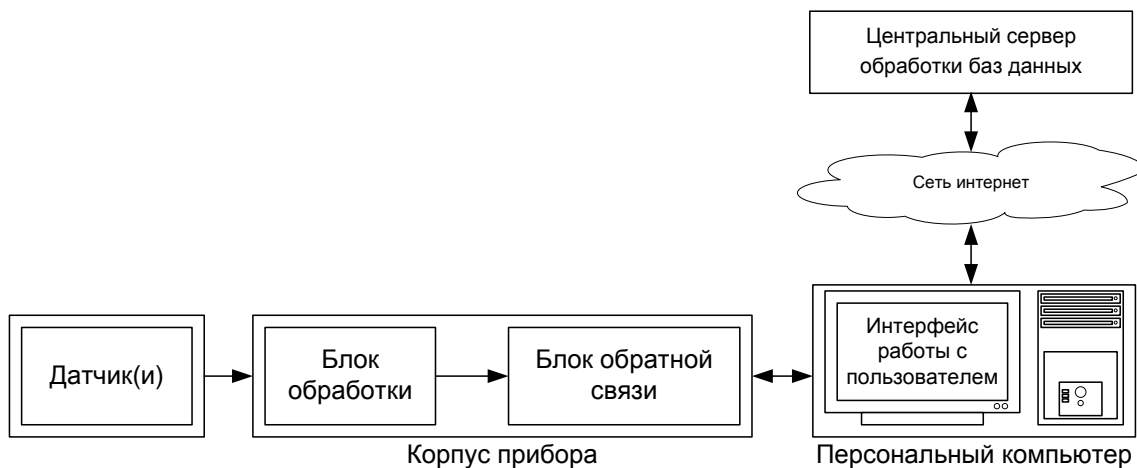 Центральный сервер
обработки баз данных
Сеть интернет
Интерфейс
работы с
пользователем
Датчик(и)
Блок
обработки
Блок обратной
связи
Корпус прибора
Персональный компьютер